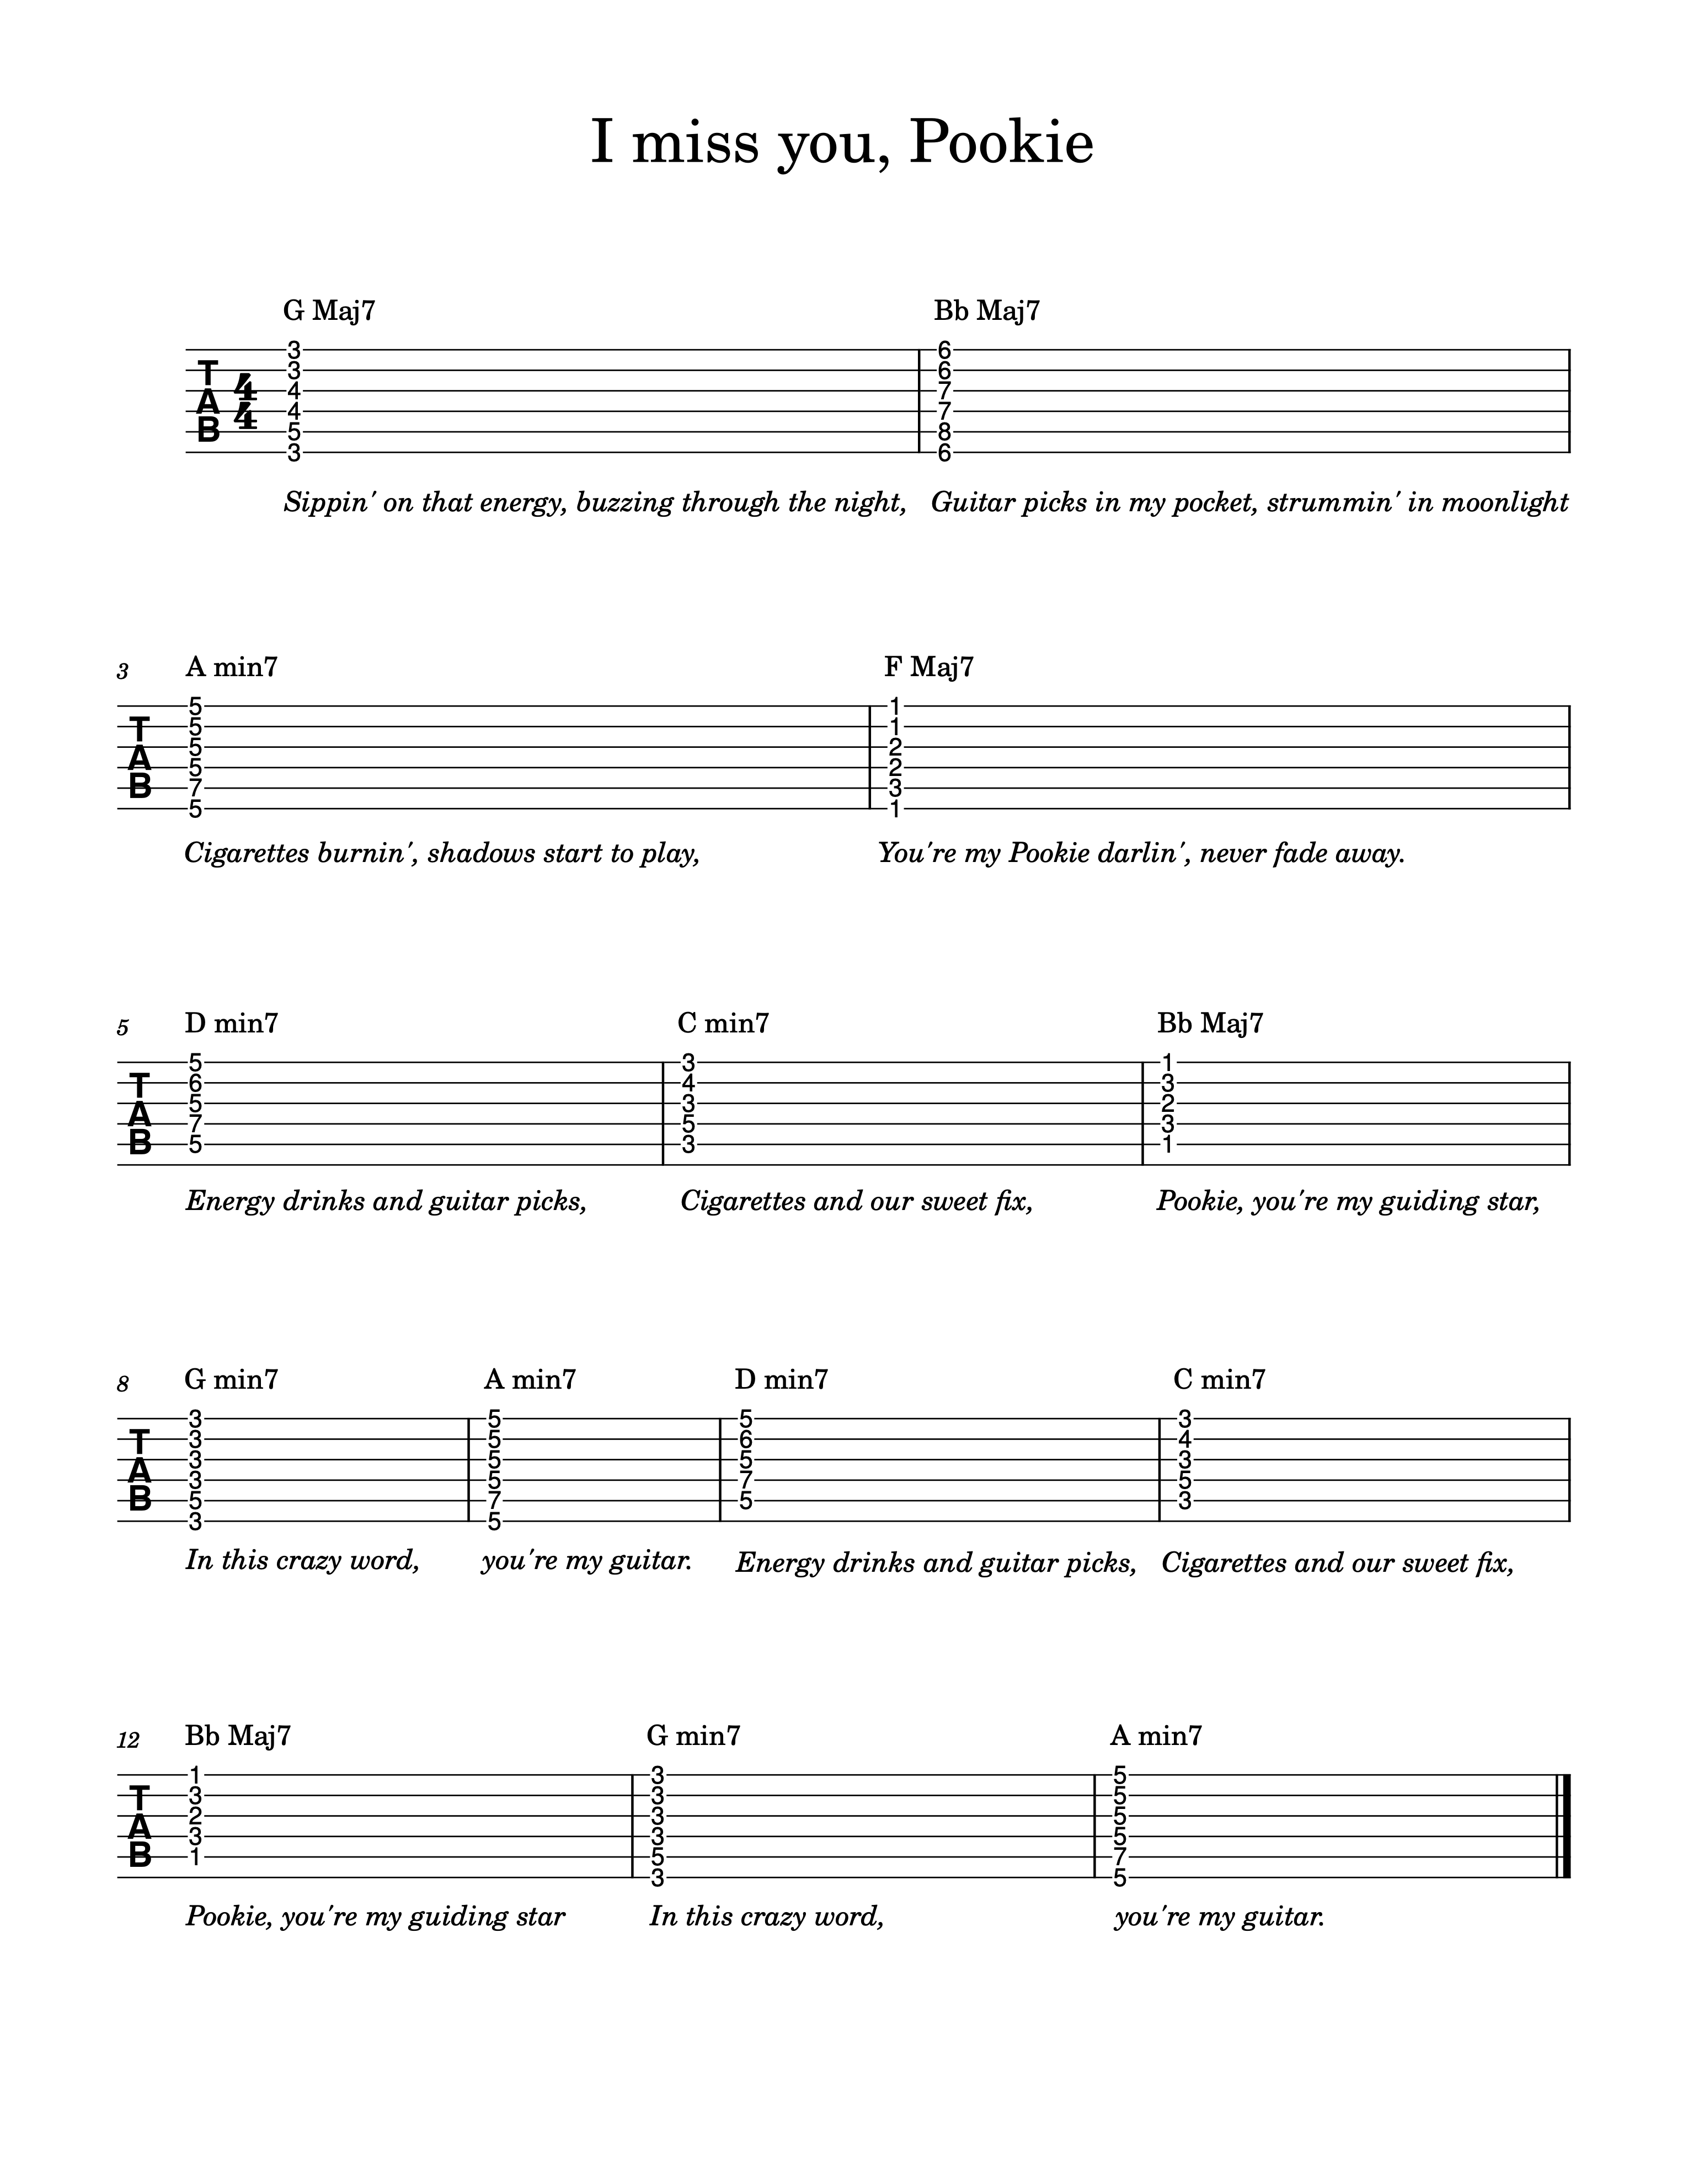 I miss you, Pookie
G Maj7 Bb Maj7
T A B 4 4
3 6
3 6
4 7
4 7
5 8
3 6
Sippin' on that energy, buzzing through the night, Guitar picks in my pocket, strummin' in moonlight
3 A min7 F Maj7
T A B
5 1
5 1
5 2
5 2
7 3
5 1
Cigarettes burnin', shadows start to play, You're my Pookie darlin', never fade away.
5 D min7 C min7 Bb Maj7
T A B
5 3 1
6 4 3
5 3 2
7 5 3
5 3 1
Energy drinks and guitar picks, Cigarettes and our sweet fix, Pookie, you're my guiding star,
8 G min7 A min7 D min7 C min7
T A B
3 5 5 3
3 5 6 4
3 5 5 3
3 5 7 5
5 7 5 3
3 5
In this crazy word, you're my guitar. Energy drinks and guitar picks, Cigarettes and our sweet fix,
12 Bb Maj7 G min7 A min7
T A B
1 3 5
3 3 5
2 3 5
3 3 5
1 5 7
3 5
Pookie, you're my guiding star In this crazy word, you're my guitar.